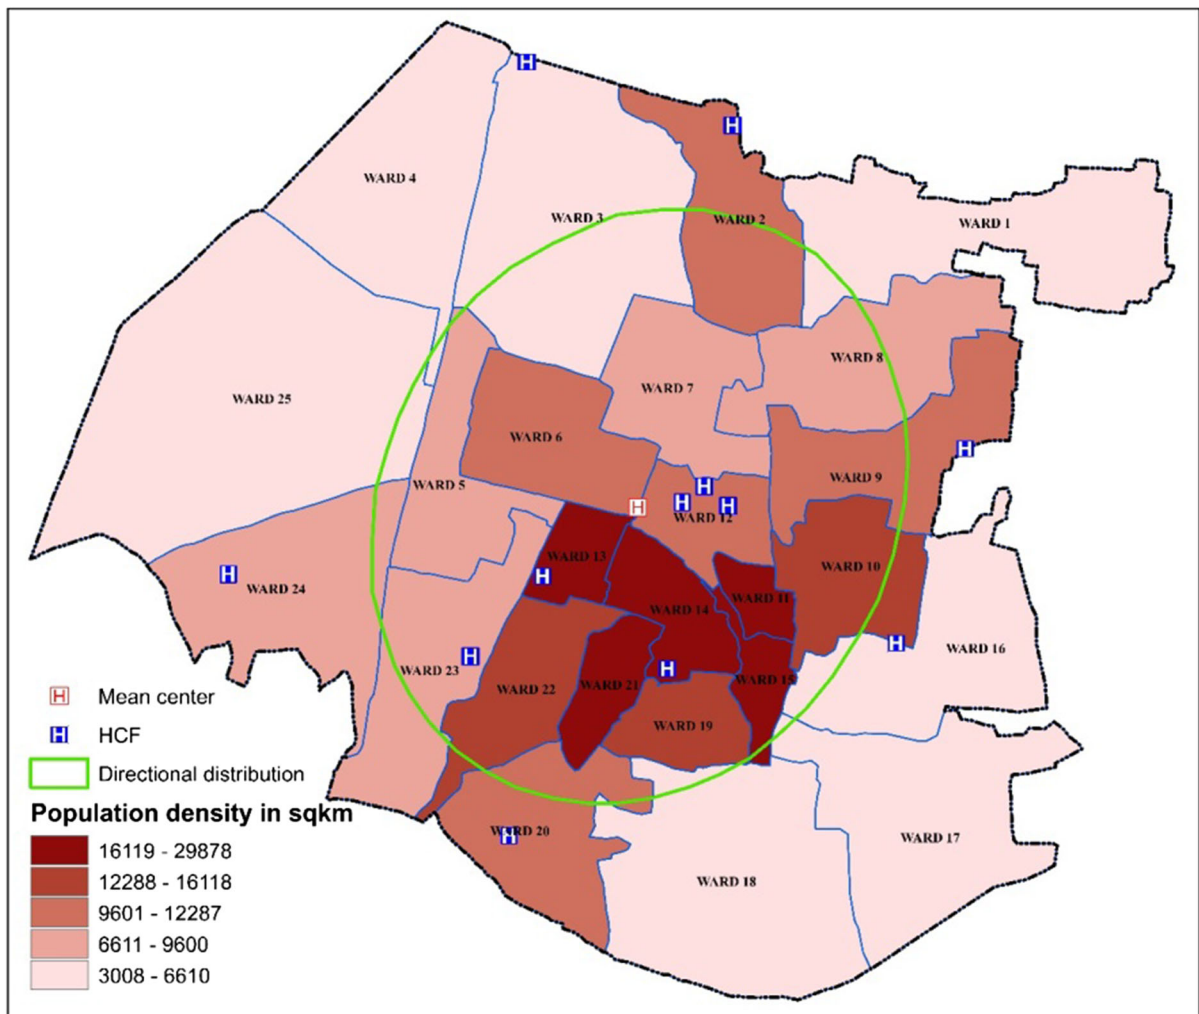 WARD 4
WARD 3
WARD 2
WARD 1
WARD 8
WARD 7
WARD 25
WARD 6
WARD 9
WARD 5
WARD 12
WARD 13
WARD 10
WARD 24
WARD 11
WARD 14
WARD 16
WARD 23
WARD 15
WARD 21
WARD 22
WARD 19
WARD 20
WARD 17
WARD 18
H Mean center
H HCF
Directional distribution
Population density in sqkm
16119 - 29878
12288 - 16118
9601 - 12287
6611 - 9600
3008 - 6610